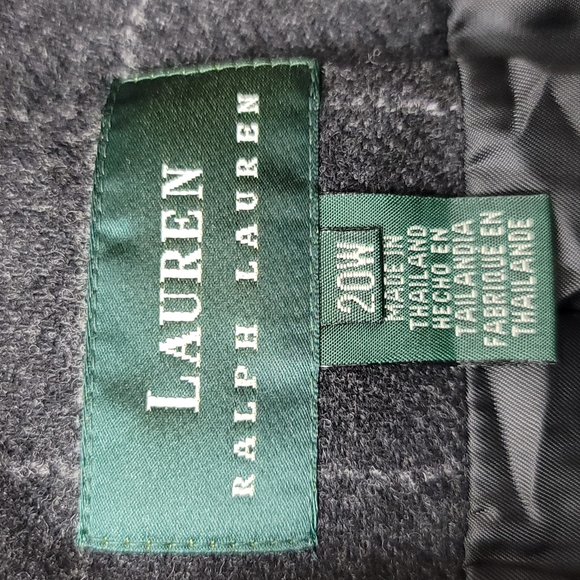 LAUREN
RALPH LAUREN
20W
MADE IN
THAILAND
HECHO EN
TAILANDIA
FABRIQUE EN
THAILANDE